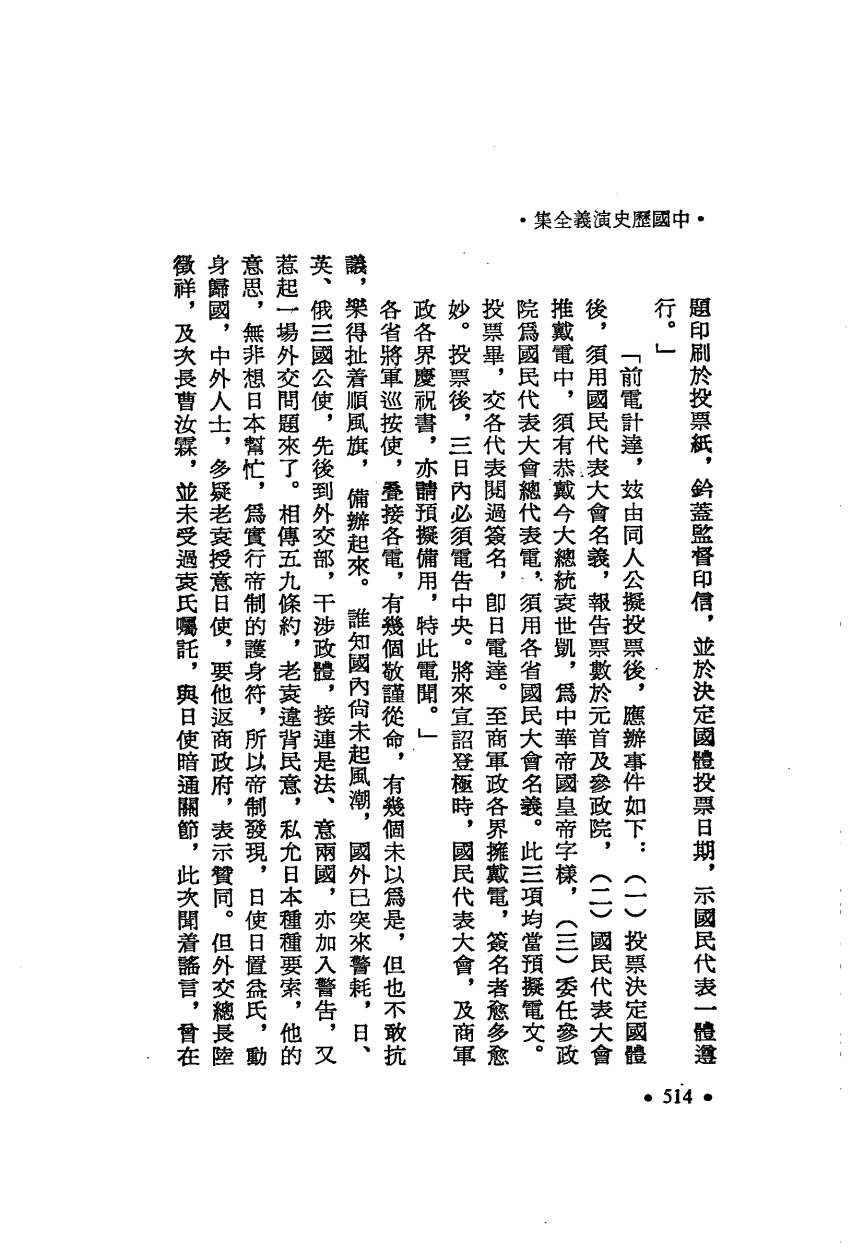 •中國歷史演義全集•
題印刷於投票紙，鈐蓋監督印信，並於決定國體投票日期，示國民代表一體遵
行。」
「前電計達，玆由同人公擬投票後，應辦事件如下：（一）投票決定國體
後，須用國民代表大會名義，報告票數於元首及參政院，（二）國民代表大會
推戴電中，須有恭戴今大總統袁世凱，爲中華帝國皇帝字樣，（三）委任參政
院爲國民代表大會總代表電，須用各省國民大會名義。此三項均當預擬電文。
投票畢，交各代表閱過簽名，卽日電達。至商軍政各界擁戴電，簽名者愈多愈
妙。投票後，三日內必須電告中央。將來宣詔登極時，國民代表大會，及商軍
政各界慶祝書，亦請預擬備用，特此電聞。」
各省將軍巡按使，疊接各電，有幾個敬謹從命，有幾個未以爲是，但也不敢抗
議，樂得扯着順風旗，備辦起來。誰知國內尙未起風潮，國外已突來警耗，日、
英、俄三國公使，先後到外交部，干涉政體，接連是法、意兩國，亦加入警告，又
惹起一場外交問題來了。相傳五九條約，老袁違背民意，私允日本種種要索，他的
意思，無非想日本幫忙，爲實行帝制的護身符，所以帝制發現，日使日置益氏，動
身歸國，中外人士，多疑老袁授意日使，要他返商政府，表示贊同。但外交總長陸
徵祥，及次長曹汝霖，並未受過袁氏囑託，與日使暗通關節，此次聞着謠言，曾在
•514•